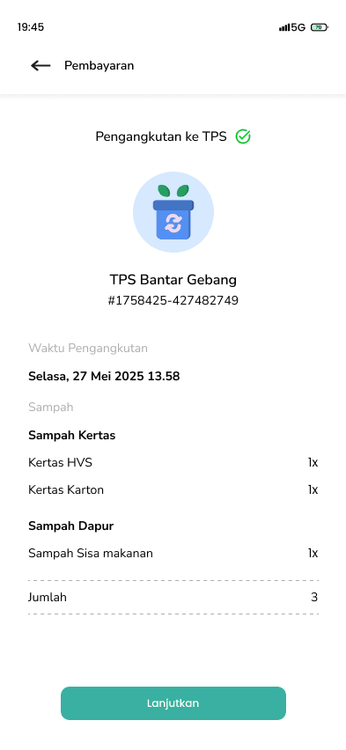 19:45
5G 70
Pembayaran
Pengangkutan ke TPS
TPS Bantar Gebang
#1758425-427482749
Waktu Pengangkutan
Selasa, 27 Mei 2025 13.58
Sampah
Sampah Kertas
Kertas HVS 1x
Kertas Karton 1x
Sampah Dapur
Sampah Sisa makanan 1x
Jumlah 3
Lanjutkan